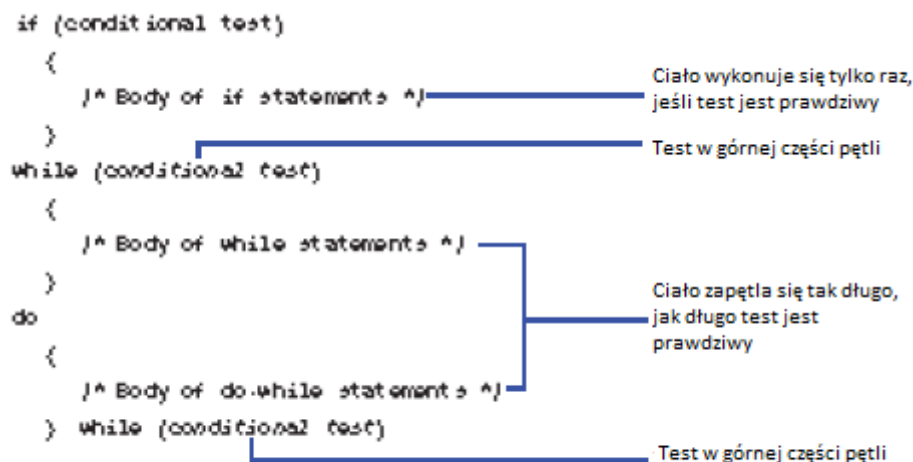 if (conditional test)
{
/* Body of if statements */
Ciało wykonuje się tylko raz,
jeśli test jest prawdziwy
}
Test w górnej części pętli
while (conditional test)
{
/* Body of while statements */
}
Ciało zapętla się tak długo,
jak długo test jest
prawdziwy
do
{
/* Body of do-while statements */
} while (conditional test)
Test w górnej części pętli